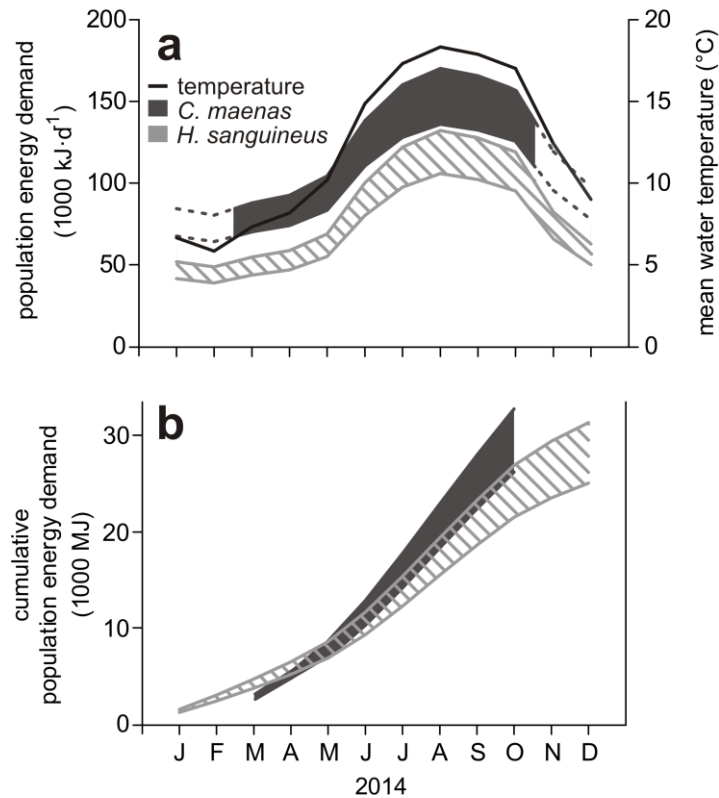 a
temperature
C. maenas
H. sanguineus
population energy demand
(1000 kJ·d⁻¹)
200
150
100
50
0
mean water temperature (°C)
20
15
10
5
0
b
cumulative
population energy demand
(1000 MJ)
30
20
10
0
J F M A M J J A S O N D
2014